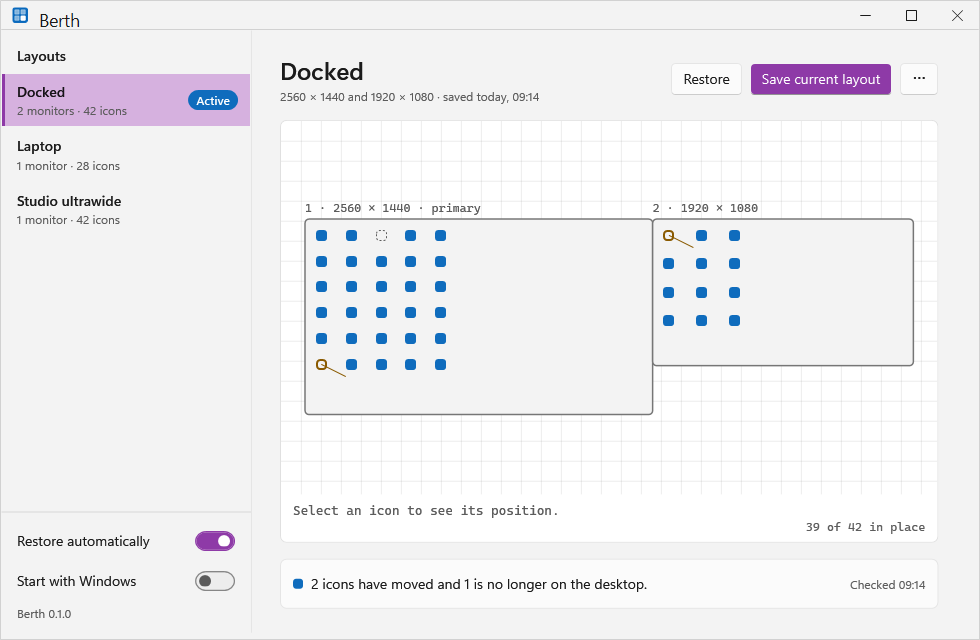 Berth
Layouts
Docked
2 monitors · 42 icons
Active
Laptop
1 monitor · 28 icons
Studio ultrawide
1 monitor · 42 icons
Restore automatically
Start with Windows
Berth 0.1.0
Docked
2560 × 1440 and 1920 × 1080 · saved today, 09:14
Restore
Save current layout
···
1 · 2560 × 1440 · primary
2 · 1920 × 1080
Select an icon to see its position.
39 of 42 in place
2 icons have moved and 1 is no longer on the desktop.
Checked 09:14